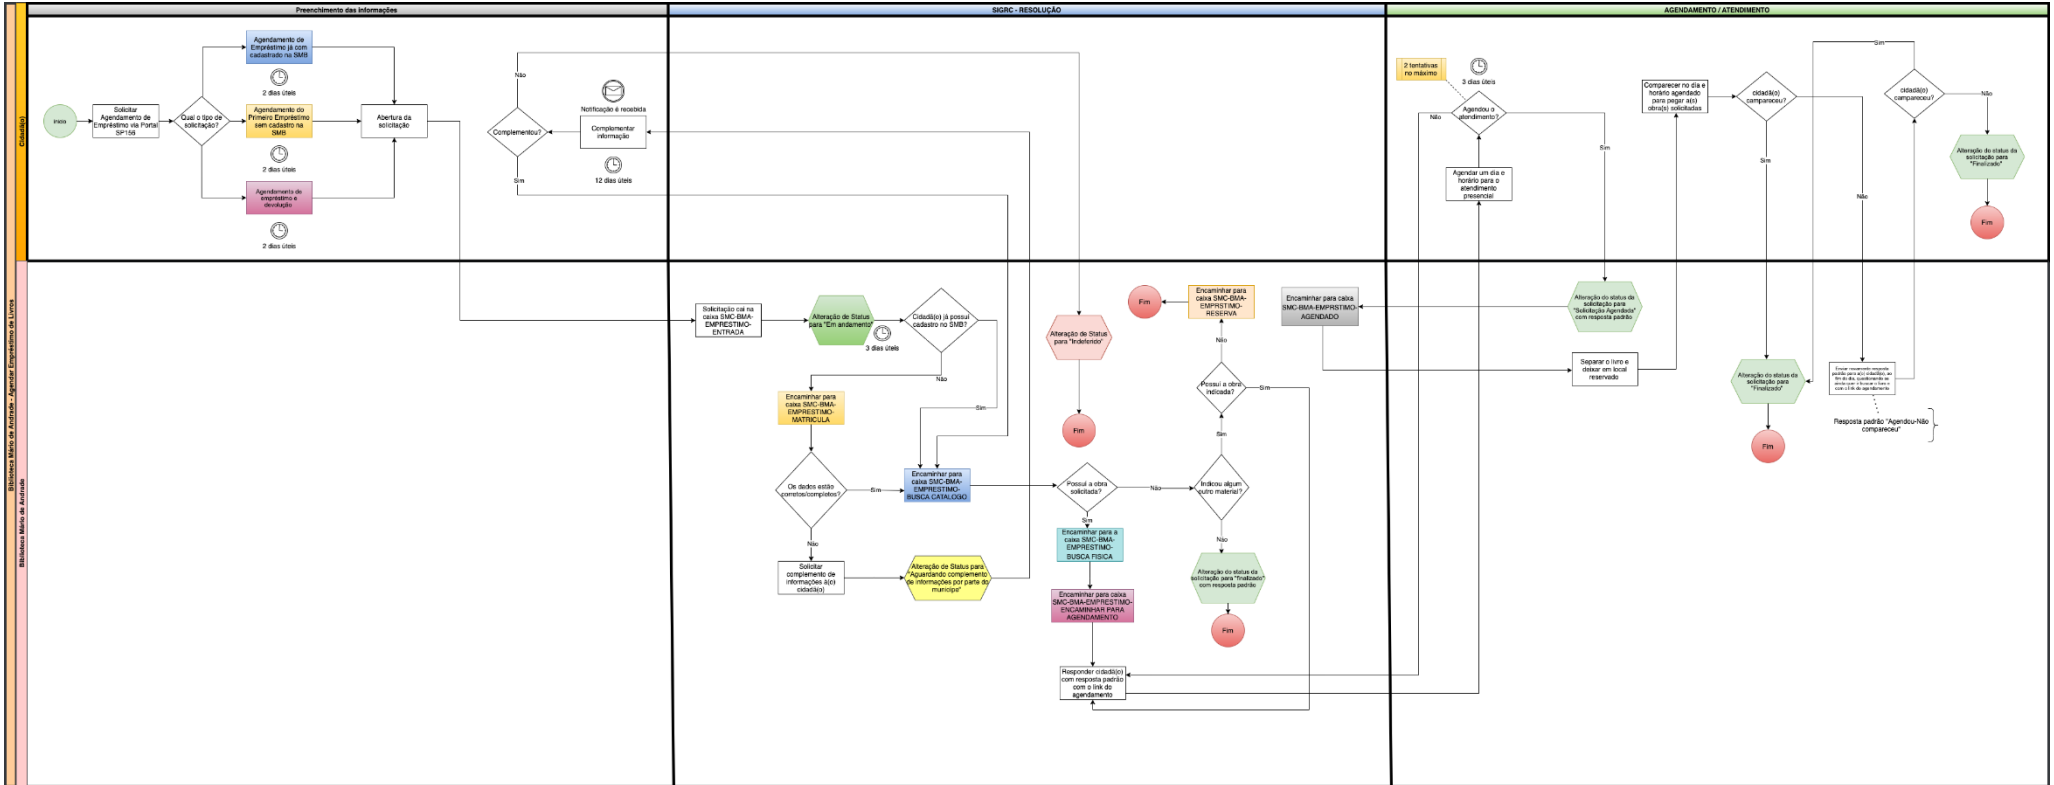 Preenchimento das informações
SIGRC - RESOLUÇÃO
AGENDAMENTO / ATENDIMENTO
Biblioteca Mário de Andrade - Agendar Empréstimo de Livros
Cidadã(o)
Biblioteca Mário de Andrade
Início
Solicitar
Agendamento de
Empréstimo via Portal
SP156
Qual o tipo de
solicitação?
Agendamento de
Empréstimo já com
cadastrado na SMB
2 dias úteis
Agendamento do
Primeiro Empréstimo
sem cadastro na
SMB
2 dias úteis
Agendamento de
empréstimo e
devolução
2 dias úteis
Abertura da
solicitação
Não
Complementou?
Sim
Notificação é recebida
Complementar
informação
12 dias úteis
2 tentativas
no máximo
3 dias úteis
Agendou o
atendimento?
Não
Sim
Agendar um dia e
horário para o
atendimento
presencial
Comparecer no dia e
horário agendado
para pegar a(s)
obra(s) solicitadas
cidadã(o)
compareceu?
Sim
Não
Sim
cidadã(o)
campareceu?
Não
Alteração do status da
solicitação para
"Finalizado"
Fim
Solicitação cai na
caixa SMC-BMA-
EMPRESTIMO-
ENTRADA
Alteração de Status
para "Em andamento"
3 dias úteis
Cidadã(o) já possui
cadastro no SMB?
Não
Sim
Encaminhar para
caixa SMC-BMA-
EMPRESTIMO-
MATRICULA
Os dados estão
corretos/completos?
Sim
Não
Solicitar
complemento de
informações à(o)
cidadã(o)
Alteração de Status para
"Aguardando complemento
de informações por parte do
munícipe"
Encaminhar para
caixa SMC-BMA-
EMPRESTIMO-
BUSCA CATALOGO
Alteração de Status
para "Indeferido"
Fim
Possui a obra
solicitada?
Não
Sim
Encaminhar para a
caixa SMC-BMA-
EMPRESTIMO-
BUSCA FISICA
Encaminhar para caixa
SMC-BMA-EMPRESTIMO-
ENCAMINHAR PARA
AGENDAMENTO
Responder cidadã(o)
com resposta padrão
com o link do
agendamento
Indicou algum
outro material?
Sim
Não
Alteração do status da
solicitação para "finalizado"
com resposta padrão
Fim
Possui a obra
indicada?
Sim
Não
Encaminhar para
caixa SMC-BMA-
EMPRSTIMO-
RESERVA
Fim
Encaminhar para caixa
SMC-BMA-EMPRSTIMO-
AGENDADO
Alteração do status da
solicitação para
"Solicitação Agendada"
com resposta padrão
Separar o livro e
deixar em local
reservado
Alteração do status da
solicitação para
"Finalizado"
Fim
Resposta padrão "Agendou-Não
compareceu"